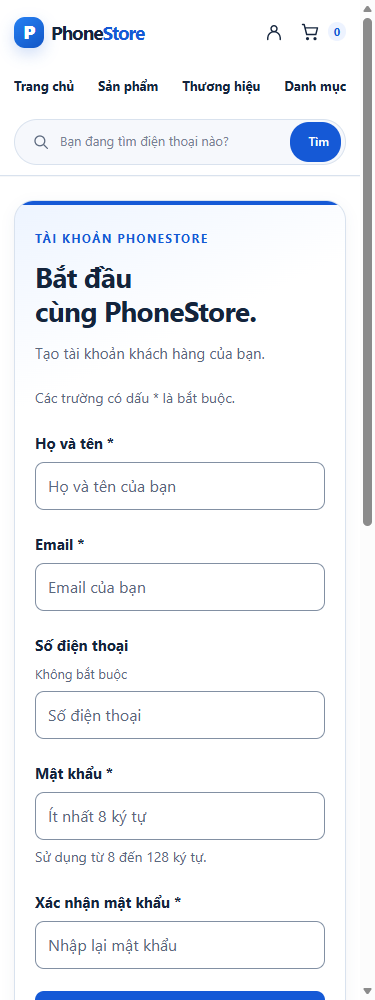 P PhoneStore 0
Trang chủ Sản phẩm Thương hiệu Danh mục
Bạn đang tìm điện thoại nào? Tìm
TÀI KHOẢN PHONESTORE
Bắt đầu
cùng PhoneStore.
Tạo tài khoản khách hàng của bạn.
Các trường có dấu * là bắt buộc.
Họ và tên *
Họ và tên của bạn
Email *
Email của bạn
Số điện thoại
Không bắt buộc
Số điện thoại
Mật khẩu *
Ít nhất 8 ký tự
Sử dụng từ 8 đến 128 ký tự.
Xác nhận mật khẩu *
Nhập lại mật khẩu